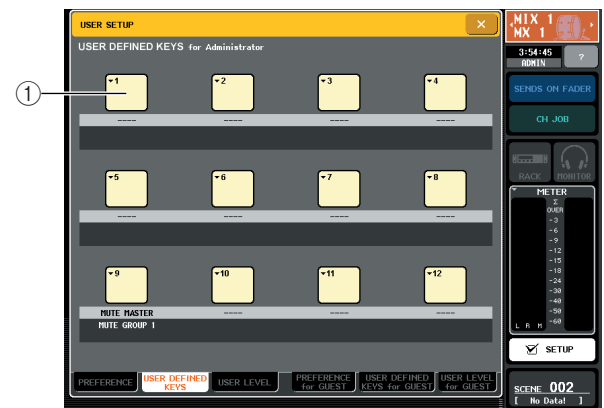 USER SETUP
×
USER DEFINED KEYS for Administrator
1
▼1
▼2
▼3
▼4
---- ---- ---- ----
▼5
▼6
▼7
▼8
---- ---- ---- ----
▼9
▼10
▼11
▼12
MUTE MASTER ---- ---- ----
MUTE GROUP 1
PREFERENCE
USER DEFINED
KEYS
USER LEVEL
PREFERENCE
for GUEST
USER DEFINED
KEYS for GUEST
USER LEVEL
for GUEST
MIX 1
MX 1
3:54:45
ADMIN
?
SENDS ON FADER
CH JOB
RACK
MONITOR
METER
Σ
OVER
-3
-6
-9
-12
-15
-18
-24
-30
-40
-50
-60
L R M
SETUP
SCENE 002
[ No Data! ]